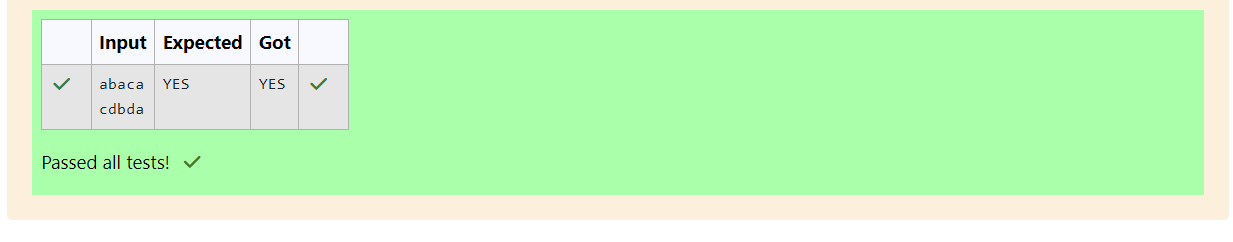 Input Expected Got
abaca YES YES
cdbda
Passed all tests!